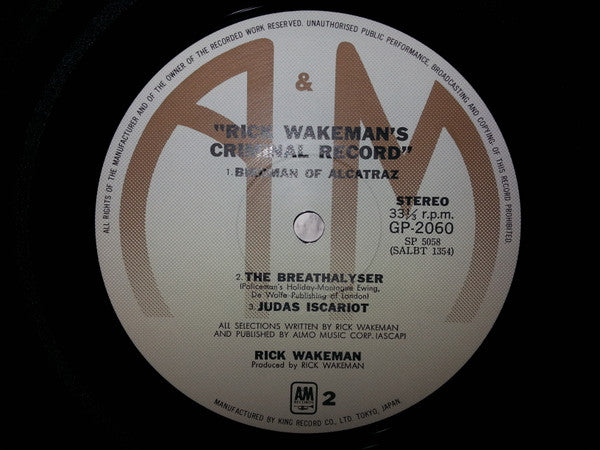 ALL RIGHTS OF THE MANUFACTURER AND OF THE OWNER OF THE RECORDED WORK RESERVED. UNAUTHORISED PUBLIC PERFORMANCE, BROADCASTING AND COPYING OF THIS RECORD PROHIBITED
A&M
"RICK WAKEMAN'S
CRIMINAL RECORD"
1. BIRDMAN OF ALCATRAZ
STEREO
33⅓ r.p.m.
GP-2060
SP 5058
(SALBT 1354)
2. THE BREATHALYSER
(Policeman's Holiday-Montague Ewing,
De Wolfe Publishing of London)
3. JUDAS ISCARIOT
ALL SELECTIONS WRITTEN BY RICK WAKEMAN
AND PUBLISHED BY ALMO MUSIC CORP. (ASCAP)
RICK WAKEMAN
Produced by RICK WAKEMAN
A&M
RECORDS
2
MANUFACTURED BY KING RECORD CO., LTD. TOKYO, JAPAN